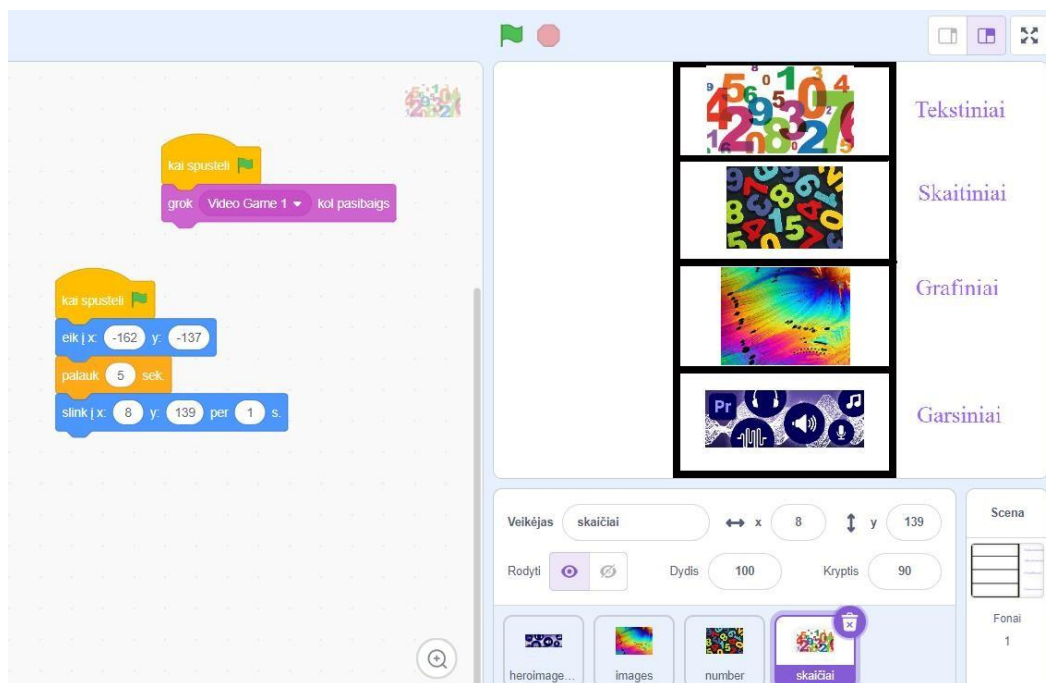 kai spusteli
grok Video Game 1 kol pasibaigs
kai spusteli
eik į x: -162 y: -137
palauk 5 sek.
slink į x: 8 y: 139 per 1 s.
Tekstiniai
Skaitiniai
Grafiniai
Pr
Garsiniai
Veikėjas skaičiai x 8 y 139
Rodyti Dydis 100 Kryptis 90
heroimage... images number skaičiai
Scena
Fonai
1